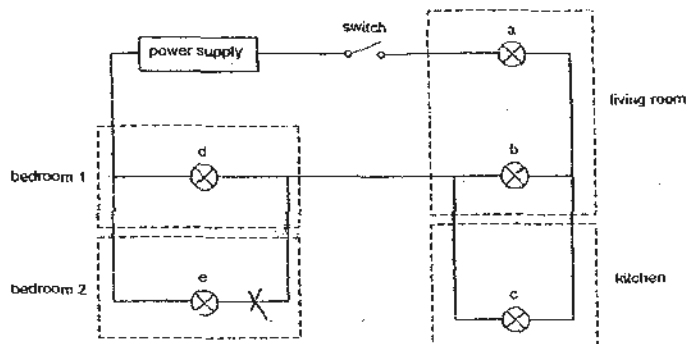 switch
a
power supply
living room
d
b
bedroom 1
e
c
bedroom 2
kitchen